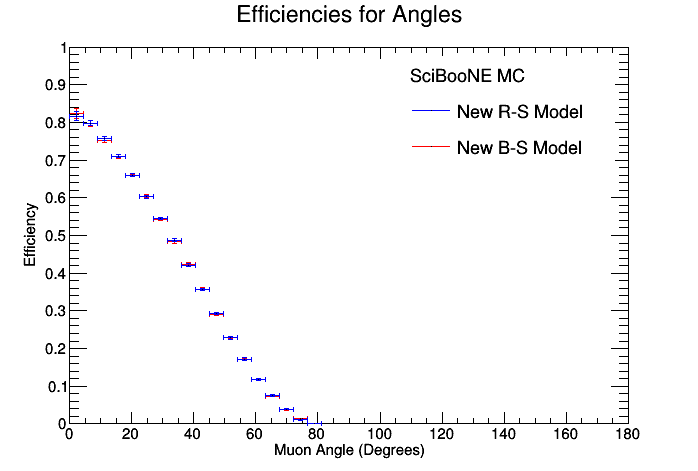 Efficiencies for Angles
SciBooNE MC
New R-S Model
New B-S Model
Efficiency
1
0.9
0.8
0.7
0.6
0.5
0.4
0.3
0.2
0.1
0
0 20 40 60 80 100 120 140 160 180
Muon Angle (Degrees)